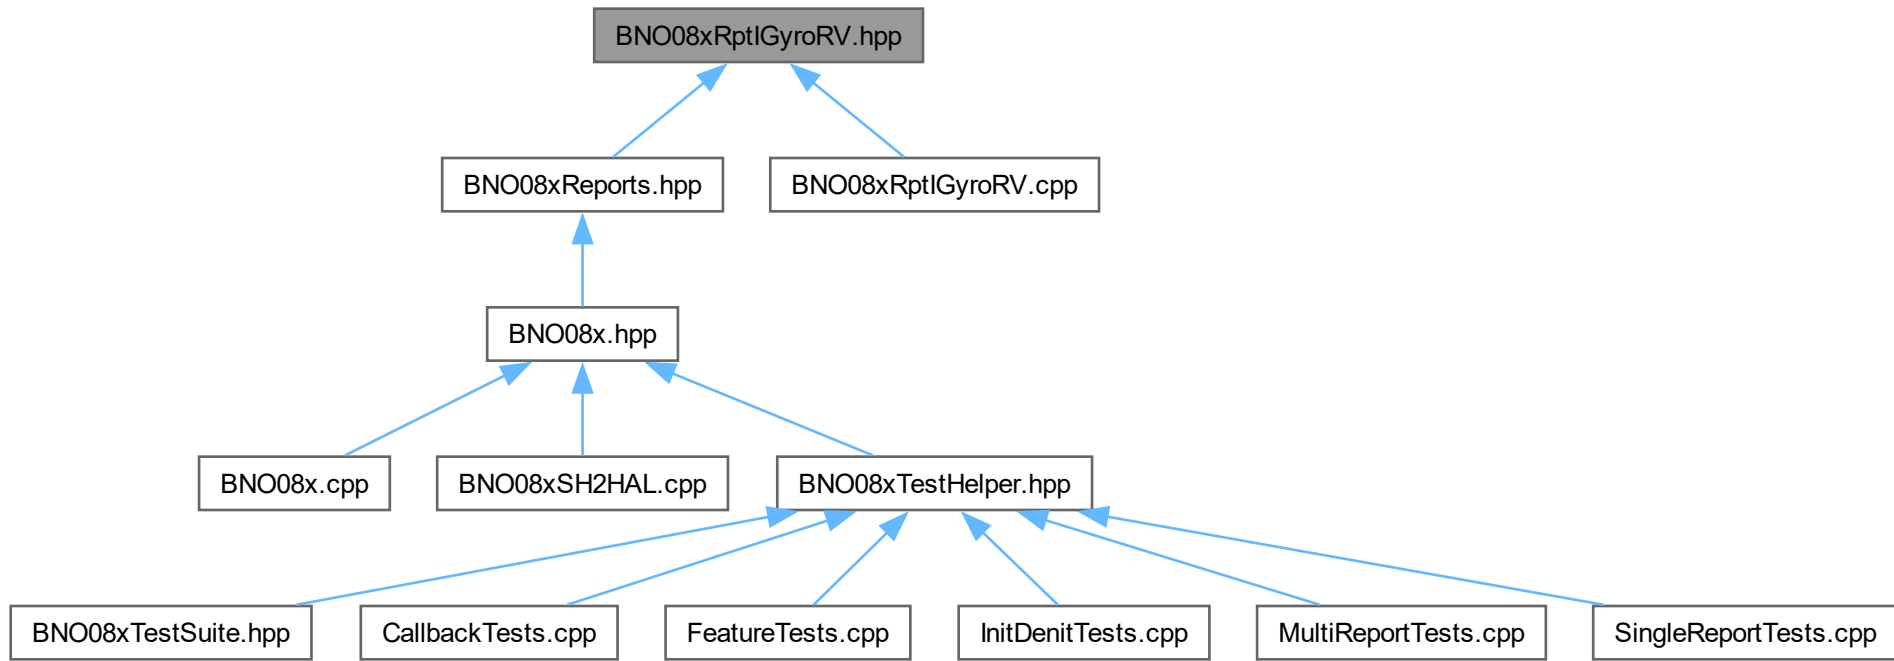 BNO08xRptIGyroRV.hpp
BNO08xReports.hpp
BNO08xRptIGyroRV.cpp
BNO08x.hpp
BNO08x.cpp
BNO08xSH2HAL.cpp
BNO08xTestHelper.hpp
BNO08xTestSuite.hpp
CallbackTests.cpp
FeatureTests.cpp
InitDenitTests.cpp
MultiReportTests.cpp
SingleReportTests.cpp